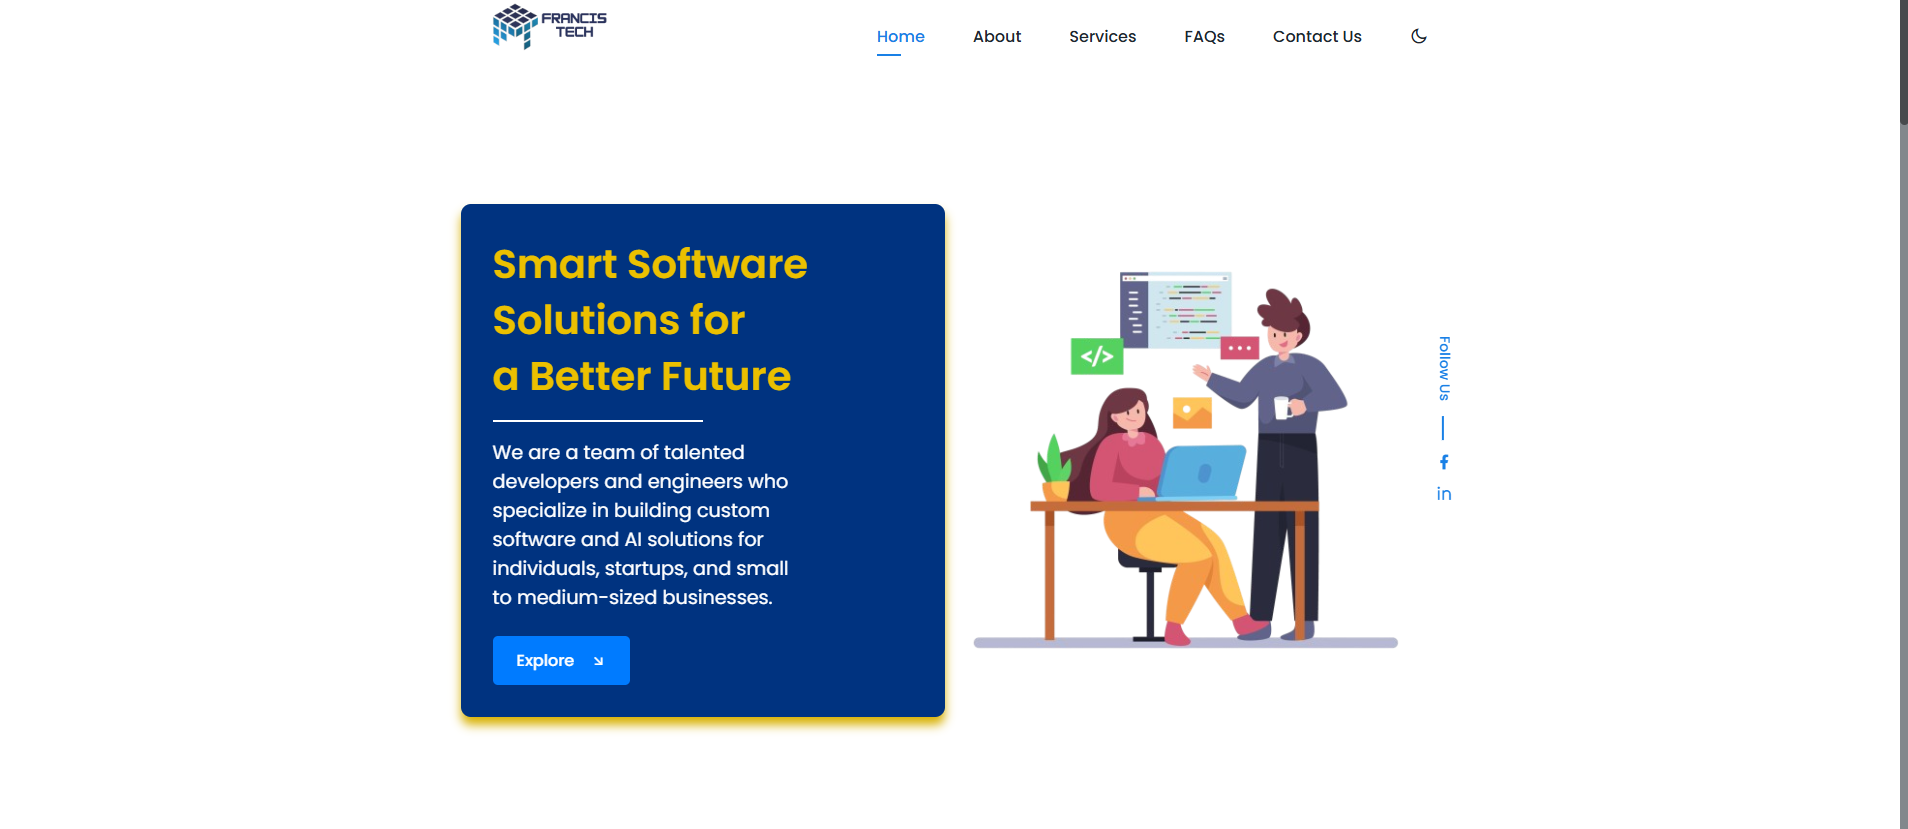 FRANCIS
TECH
Home
About
Services
FAQs
Contact Us
Smart Software
Solutions for
a Better Future
We are a team of talented
developers and engineers who
specialize in building custom
software and AI solutions for
individuals, startups, and small
to medium-sized businesses.
Explore
</>
Follow Us
in